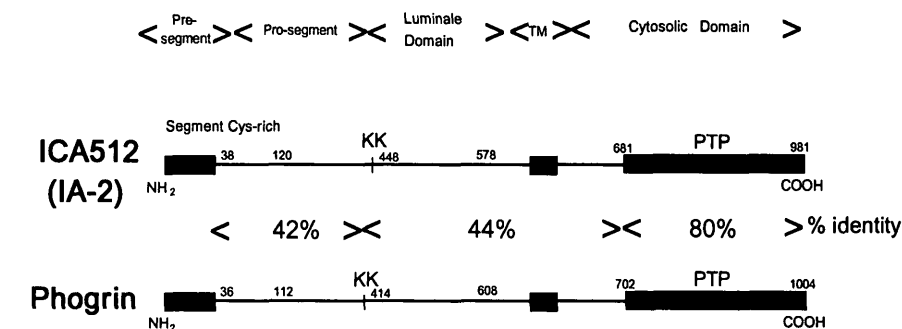 < Pre-segment > < Pro-segment > < Luminale Domain > < TM > < Cytosolic Domain >
Segment Cys-rich
ICA512
(IA-2)
NH2 38 120 KK 448 578 681 PTP 981 COOH
< 42% > < 44% > < 80% > % identity
Phogrin
NH2 36 112 KK 414 608 702 PTP 1004 COOH